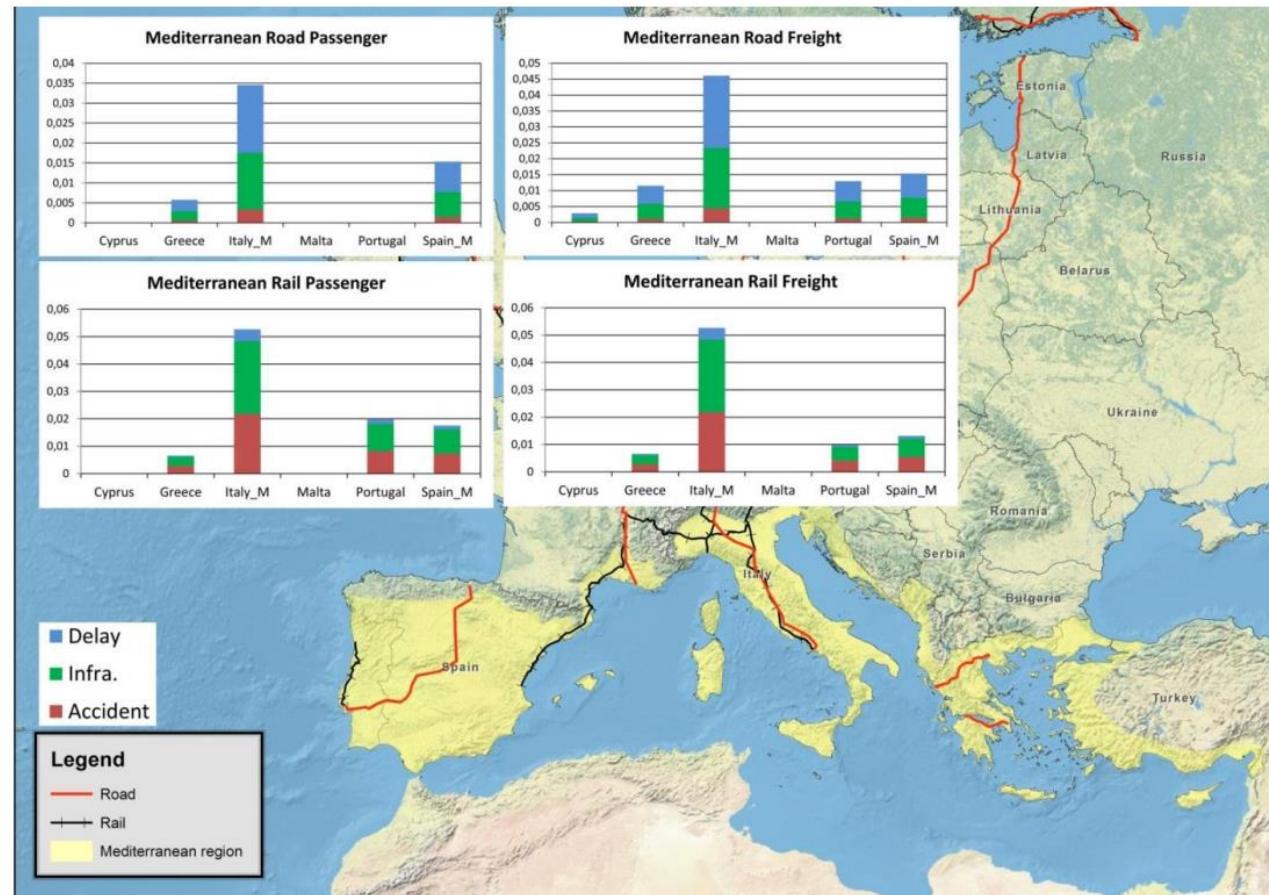 Mediterranean Road Passenger
0,04
0,035
0,03
0,025
0,02
0,015
0,01
0,005
0
Cyprus Greece Italy_M Malta Portugal Spain_M
Mediterranean Road Freight
0,05
0,045
0,04
0,035
0,03
0,025
0,02
0,015
0,01
0,005
0
Cyprus Greece Italy_M Malta Portugal Spain_M
Mediterranean Rail Passenger
0,06
0,05
0,04
0,03
0,02
0,01
0
Cyprus Greece Italy_M Malta Portugal Spain_M
Mediterranean Rail Freight
0,06
0,05
0,04
0,03
0,02
0,01
0
Cyprus Greece Italy_M Malta Portugal Spain_M
Estonia
Latvia
Russia
Lithuania
Belarus
Ukraine
Romania
Serbia
Italy
Bulgaria
Spain
Turkey
Delay
Infra.
Accident
Legend
Road
Rail
Mediterranean region